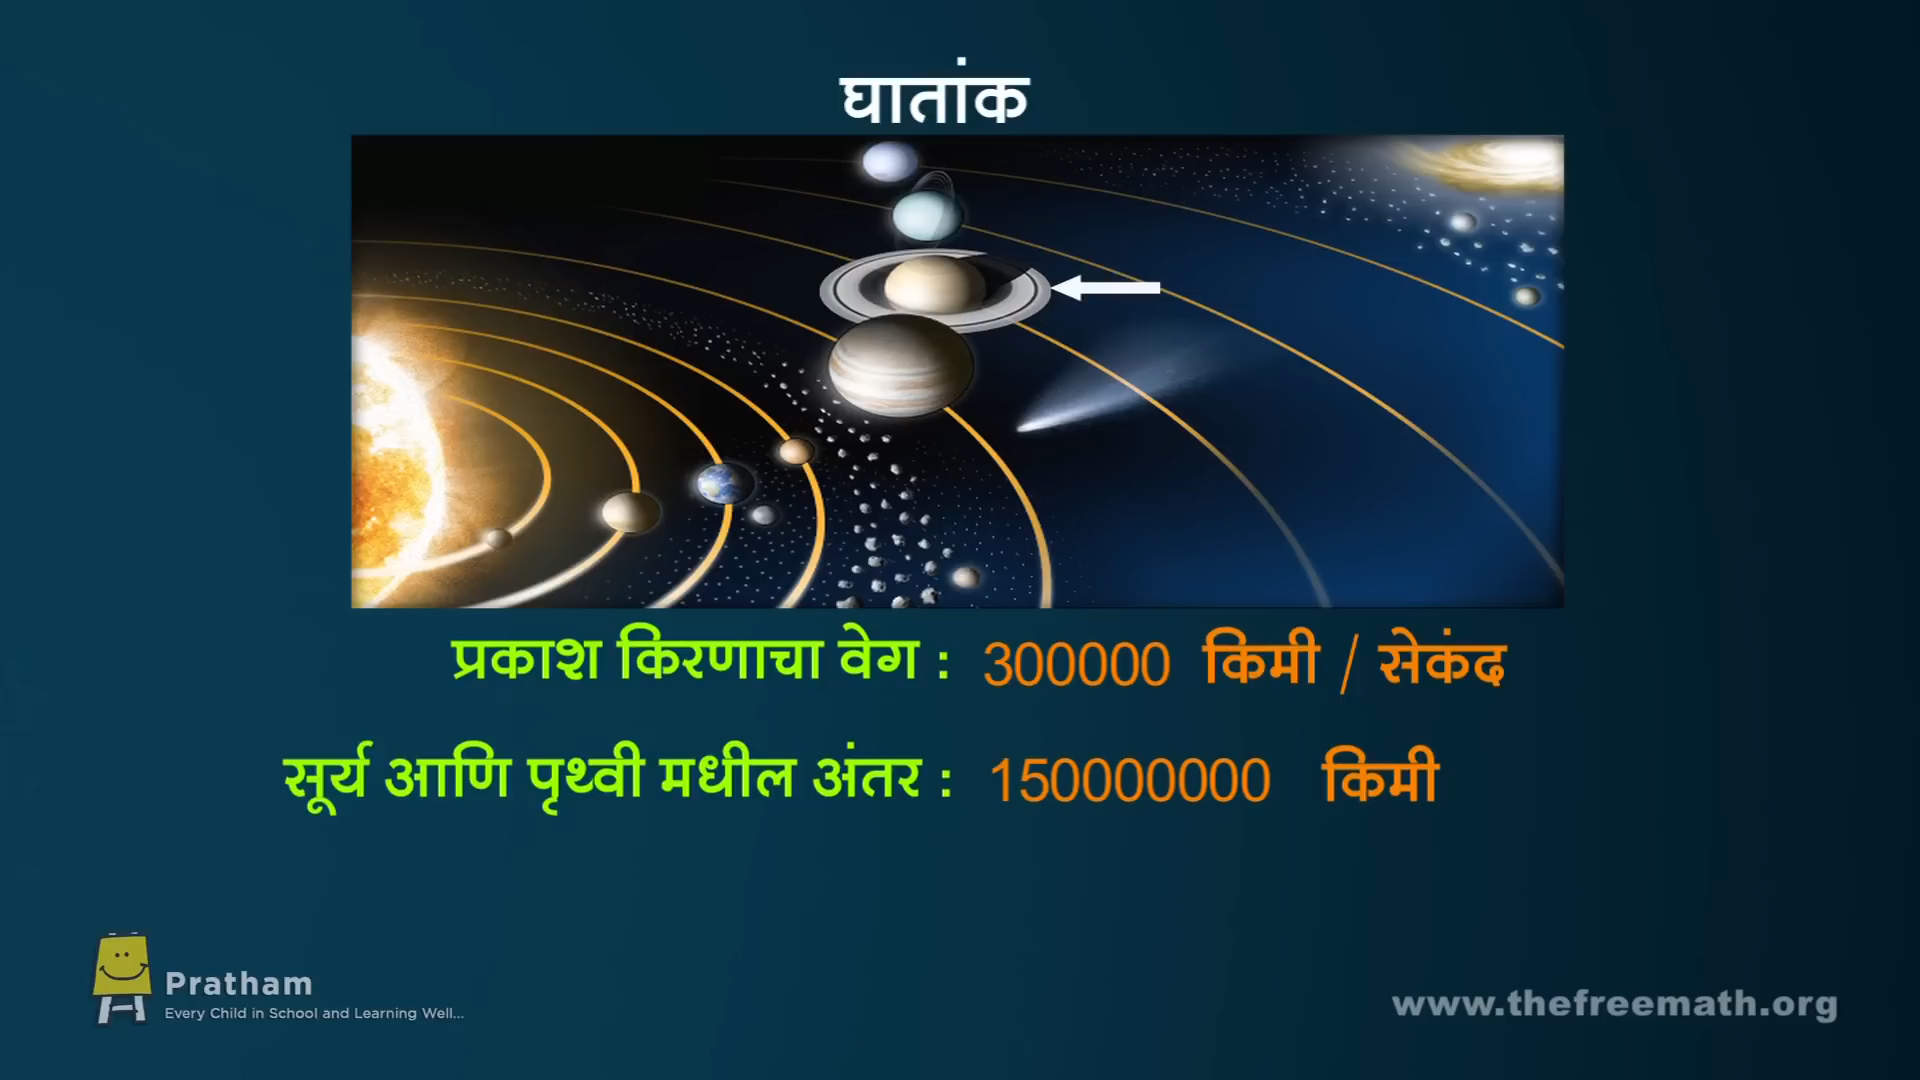 घातांक
प्रकाश किरणाचा वेग : 300000 किमी / सेकंद
सूर्य आणि पृथ्वी मधील अंतर : 150000000 किमी
Pratham
Every Child in School and Learning Well...
www.thefreemath.org